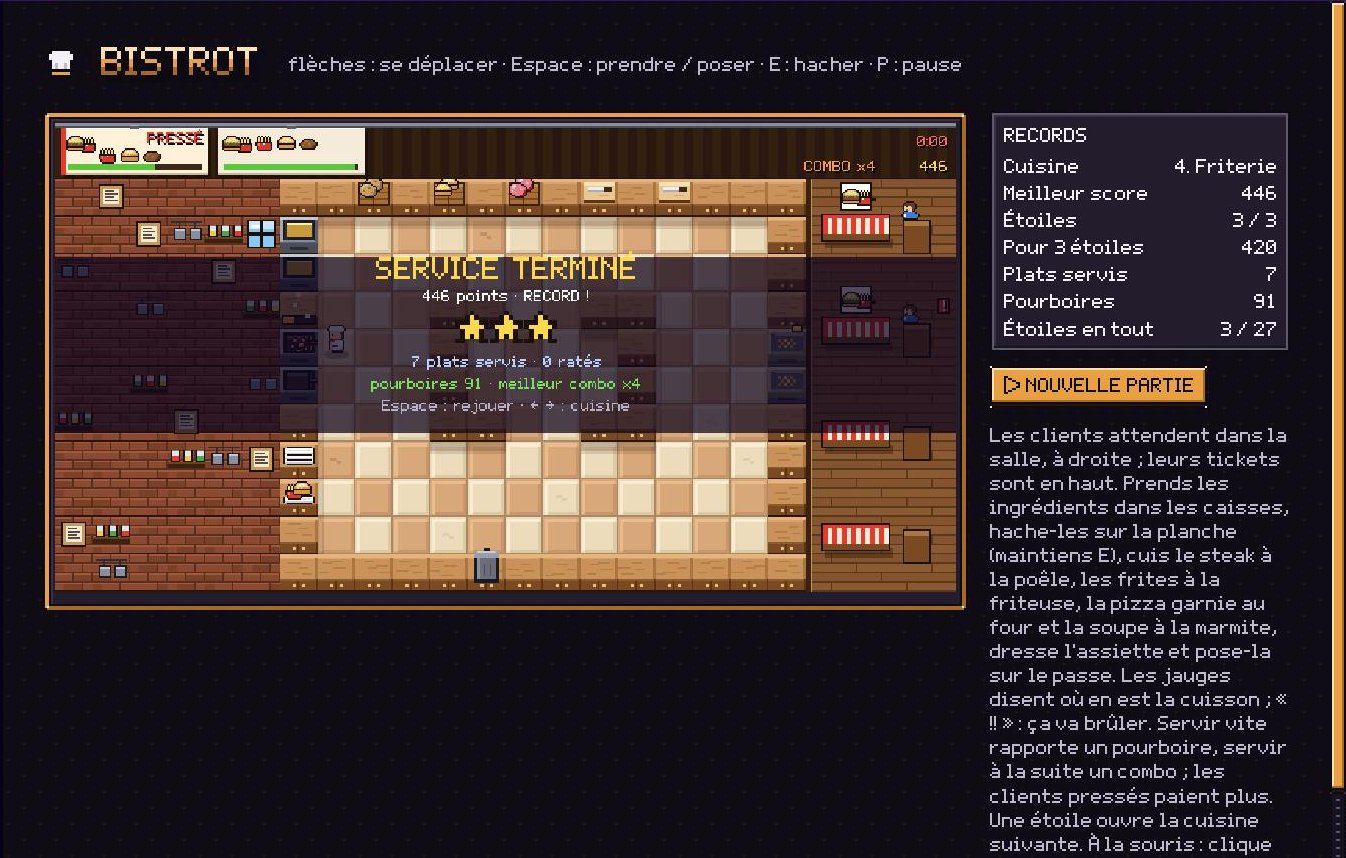 BISTROT
flèches : se déplacer · Espace : prendre / poser · E : hacher · P : pause
PRESSÉ
0:00
COMBO x4
446
SERVICE TERMINÉ
446 points · RECORD !
7 plats servis · 0 ratés
pourboires 91 · meilleur combo x4
Espace : rejouer · ← → : cuisine
RECORDS
Cuisine 4. Friterie
Meilleur score 446
Étoiles 3 / 3
Pour 3 étoiles 420
Plats servis 7
Pourboires 91
Étoiles en tout 3 / 27
NOUVELLE PARTIE
Les clients attendent dans la
salle, à droite ; leurs tickets
sont en haut. Prends les
ingrédients dans les caisses,
hache-les sur la planche
(maintiens E), cuis le steak à
la poêle, les frites à la
friteuse, la pizza garnie au
four et la soupe à la marmite,
dresse l'assiette et pose-la
sur le passe. Les jauges
disent où en est la cuisson ; «
!! » : ça va brûler. Servir vite
rapporte un pourboire, servir
à la suite un combo ; les
clients pressés paient plus.
Une étoile ouvre la cuisine
suivante. À la souris : clique